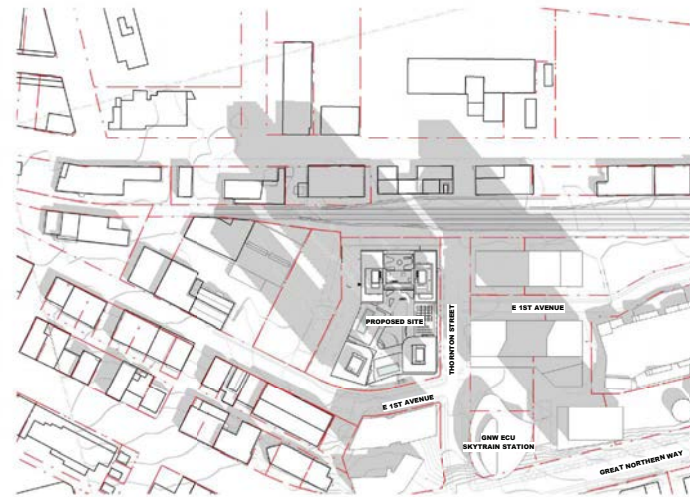 E 1ST AVENUE
PROPOSED SITE
THORNTON STREET
E 1ST AVENUE
GNW ECU
SKYTRAIN STATION
GREAT NORTHERN WAY